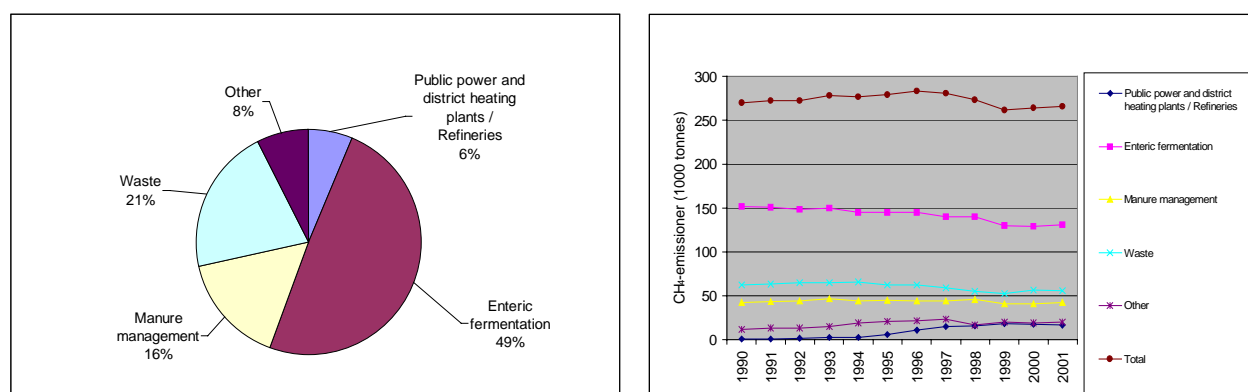 Public power and
district heating
plants /
Refineries
6%
Other
8%
Waste
21%
Manure
management
16%
Enteric
fermentation
49%
CH4-emissioner (1000 tonnes)
300
250
200
150
100
50
0
1990
1991
1992
1993
1994
1995
1996
1997
1998
1999
2000
2001
Public power and district
heating plants / Refineries
Enteric fermentation
Manure management
Waste
Other
Total